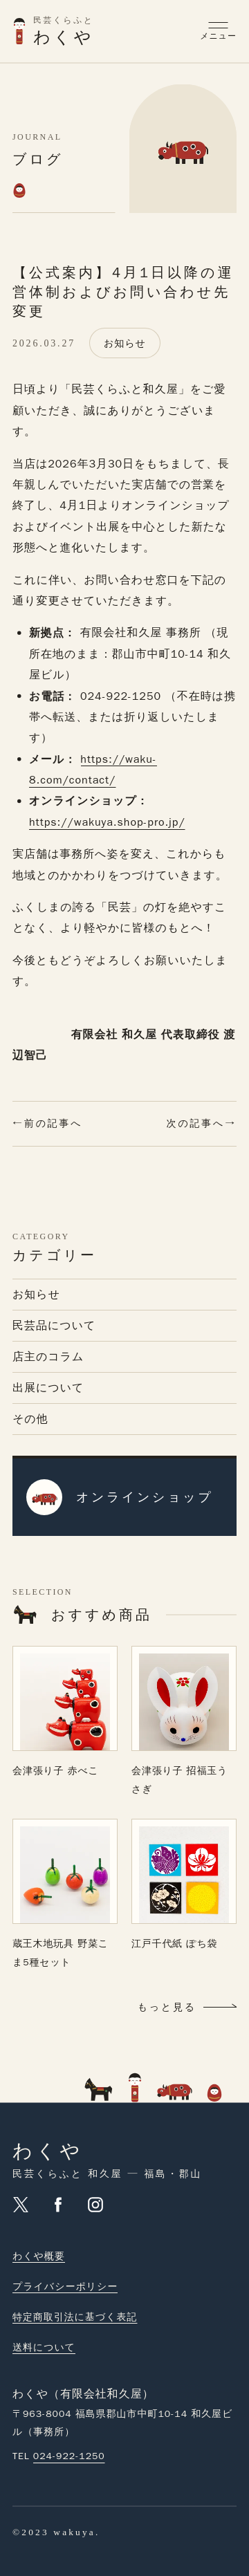 民芸くらふと
わくや
メニュー
JOURNAL
ブログ
【公式案内】4月1日以降の運
営体制およびお問い合わせ先
変更
2026.03.27 お知らせ
日頃より「民芸くらふと和久屋」をご愛
顧いただき、誠にありがとうございま
す。
当店は2026年3月30日をもちまして、長
年親しんでいただいた実店舗での営業を
終了し、4月1日よりオンラインショップ
およびイベント出展を中心とした新たな
形態へと進化いたします。
これに伴い、お問い合わせ窓口を下記の
通り変更させていただきます。
• 新拠点： 有限会社和久屋 事務所 （現
所在地のまま：郡山市中町10-14 和久
屋ビル）
• お電話： 024-922-1250 （不在時は携
帯へ転送、または折り返しいたしま
す）
• メール： https://waku-
8.com/contact/
• オンラインショップ：
https://wakuya.shop-pro.jp/
実店舗は事務所へ姿を変え、これからも
地域とのかかわりをつづけていきます。
ふくしまの誇る「民芸」の灯を絶やすこ
となく、より軽やかに皆様のもとへ！
今後ともどうぞよろしくお願いいたしま
す。
有限会社 和久屋 代表取締役 渡
辺智己
←前の記事へ 次の記事へ→
CATEGORY
カテゴリー
お知らせ
民芸品について
店主のコラム
出展について
その他
オンラインショップ
SELECTION
おすすめ商品
会津張り子 赤べこ
会津張り子 招福玉う
さぎ
蔵王木地玩具 野菜こ
ま5種セット
江戸千代紙 ぽち袋
もっと見る
わくや
民芸くらふと 和久屋 — 福島・郡山
わくや概要
プライバシーポリシー
特定商取引法に基づく表記
送料について
わくや（有限会社和久屋）
〒963-8004 福島県郡山市中町10-14 和久屋ビ
ル（事務所）
TEL 024-922-1250
©2023 wakuya.